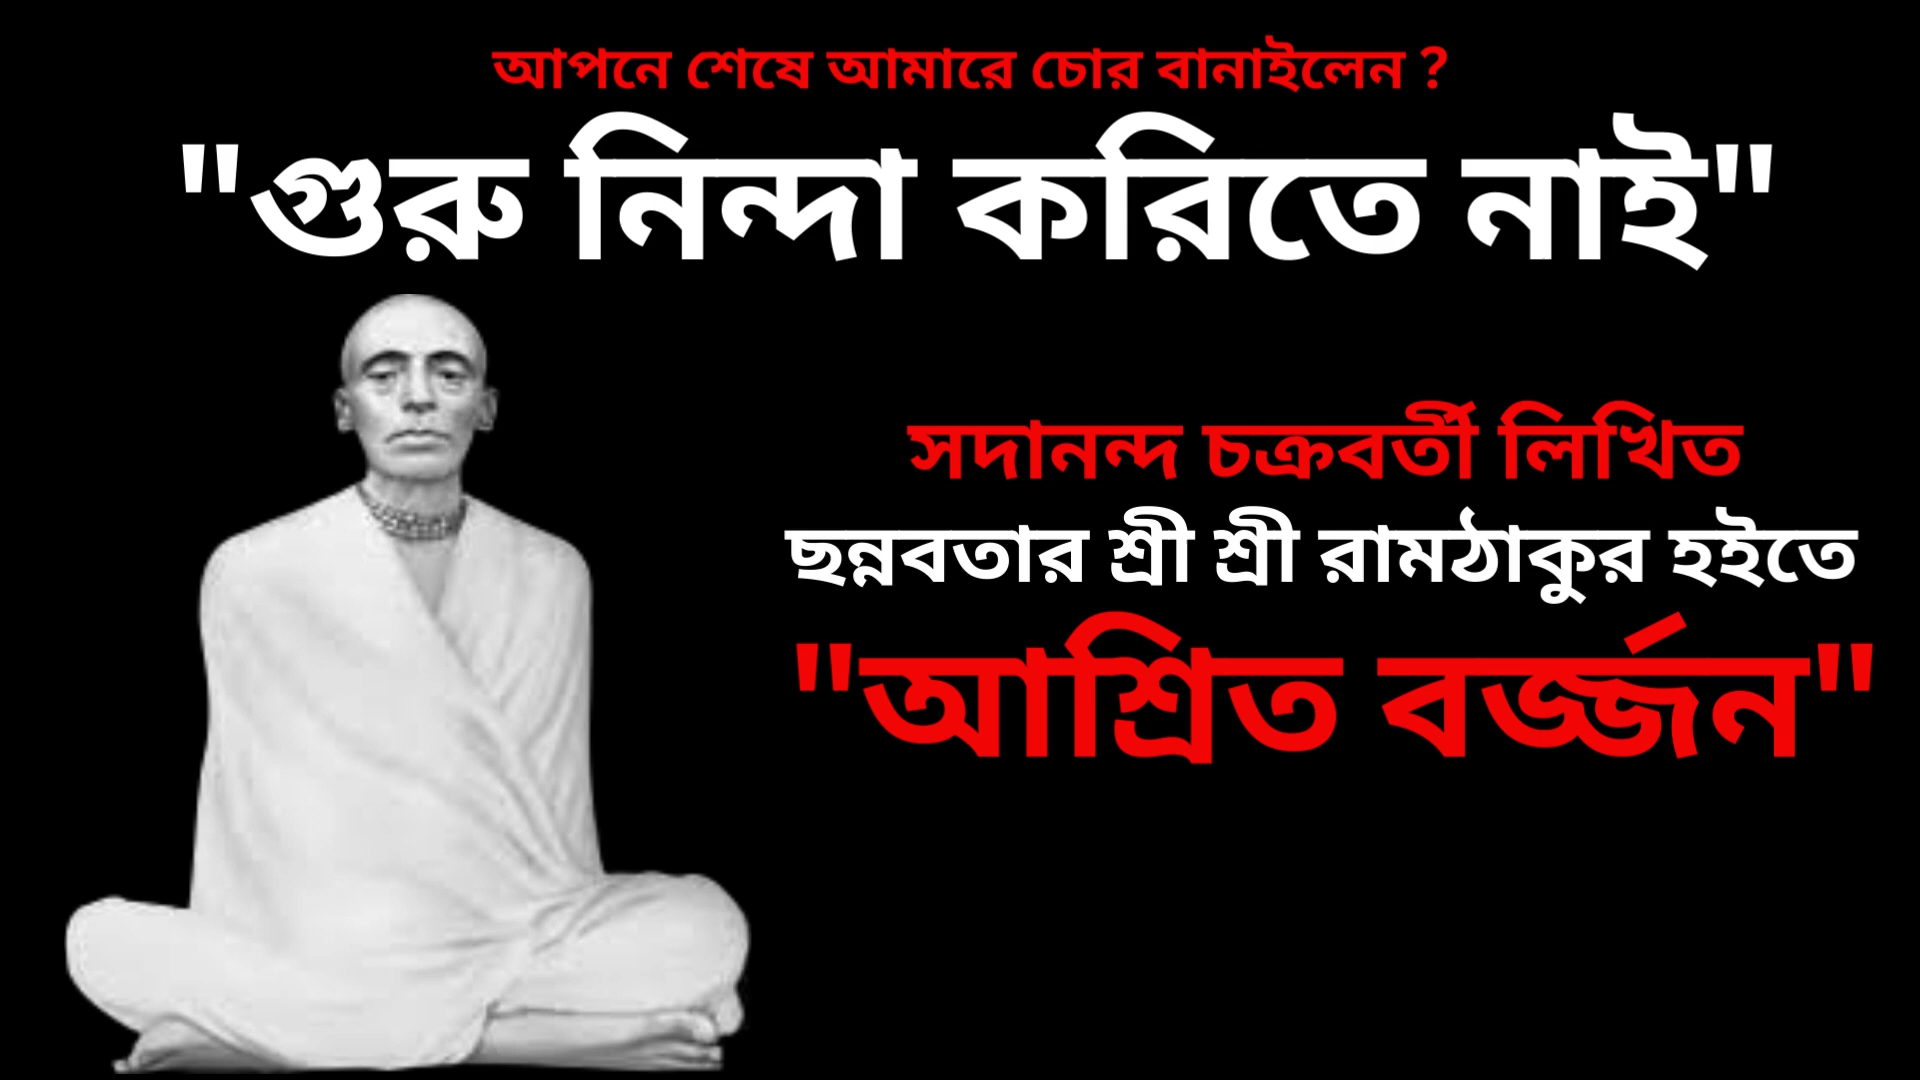 আপনে শেষে আমারে চোর বানাইলেন ?
"গুরু নিন্দা করিতে নাই"
সদানন্দ চক্রবর্তী লিখিত
ছন্নবতার শ্রী শ্রী রামঠাকুর হইতে
"আশ্রিত বর্জ্জন"